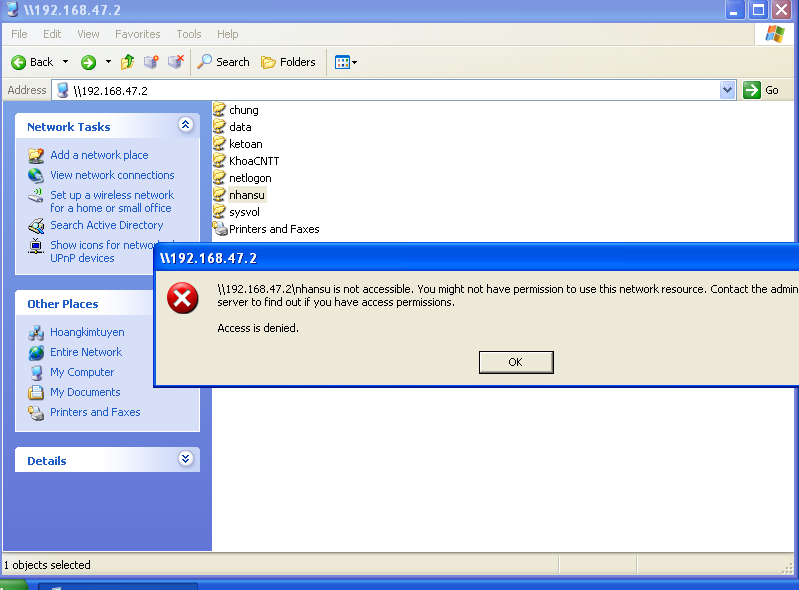 \\192.168.47.2
File Edit View Favorites Tools Help
Back Search Folders
Address \\192.168.47.2 Go
Network Tasks
Add a network place
View network connections
Set up a wireless network
for a home or small office
Search Active Directory
Show icons for network
UPnP devices
Other Places
Hoangkimtuyen
Entire Network
My Computer
My Documents
Printers and Faxes
Details
chung
data
ketoan
KhoaCNTT
netlogon
nhansu
sysvol
Printers and Faxes
\\192.168.47.2
\\192.168.47.2\nhansu is not accessible. You might not have permission to use this network resource. Contact the admin
server to find out if you have access permissions.
Access is denied.
OK
1 objects selected